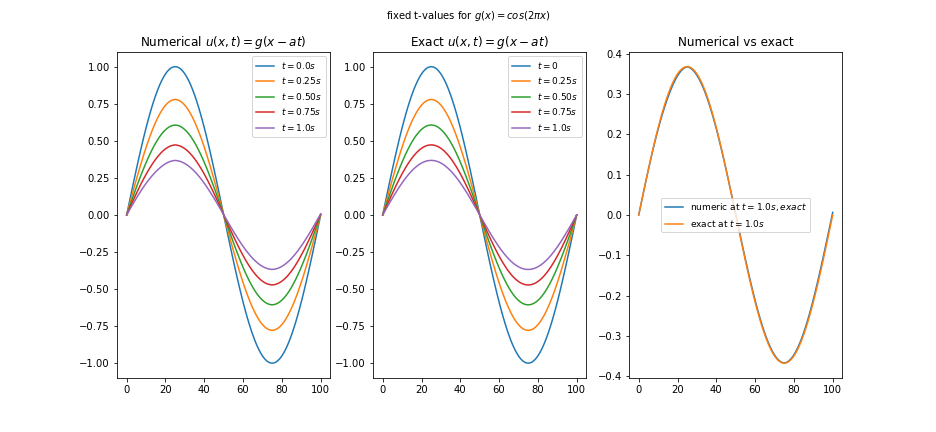 fixed t-values for g(x) = cos(2πx)
Numerical u(x, t) = g(x − at)
1.00
0.75
0.50
0.25
0.00
−0.25
−0.50
−0.75
−1.00
0 20 40 60 80 100
t = 0.0s
t = 0.25s
t = 0.50s
t = 0.75s
t = 1.0s
Exact u(x, t) = g(x − at)
1.00
0.75
0.50
0.25
0.00
−0.25
−0.50
−0.75
−1.00
0 20 40 60 80 100
t = 0
t = 0.25s
t = 0.50s
t = 0.75s
t = 1.0s
Numerical vs exact
0.4
0.3
0.2
0.1
0.0
−0.1
−0.2
−0.3
−0.4
0 20 40 60 80 100
numeric at t = 1.0s, exact
exact at t = 1.0s